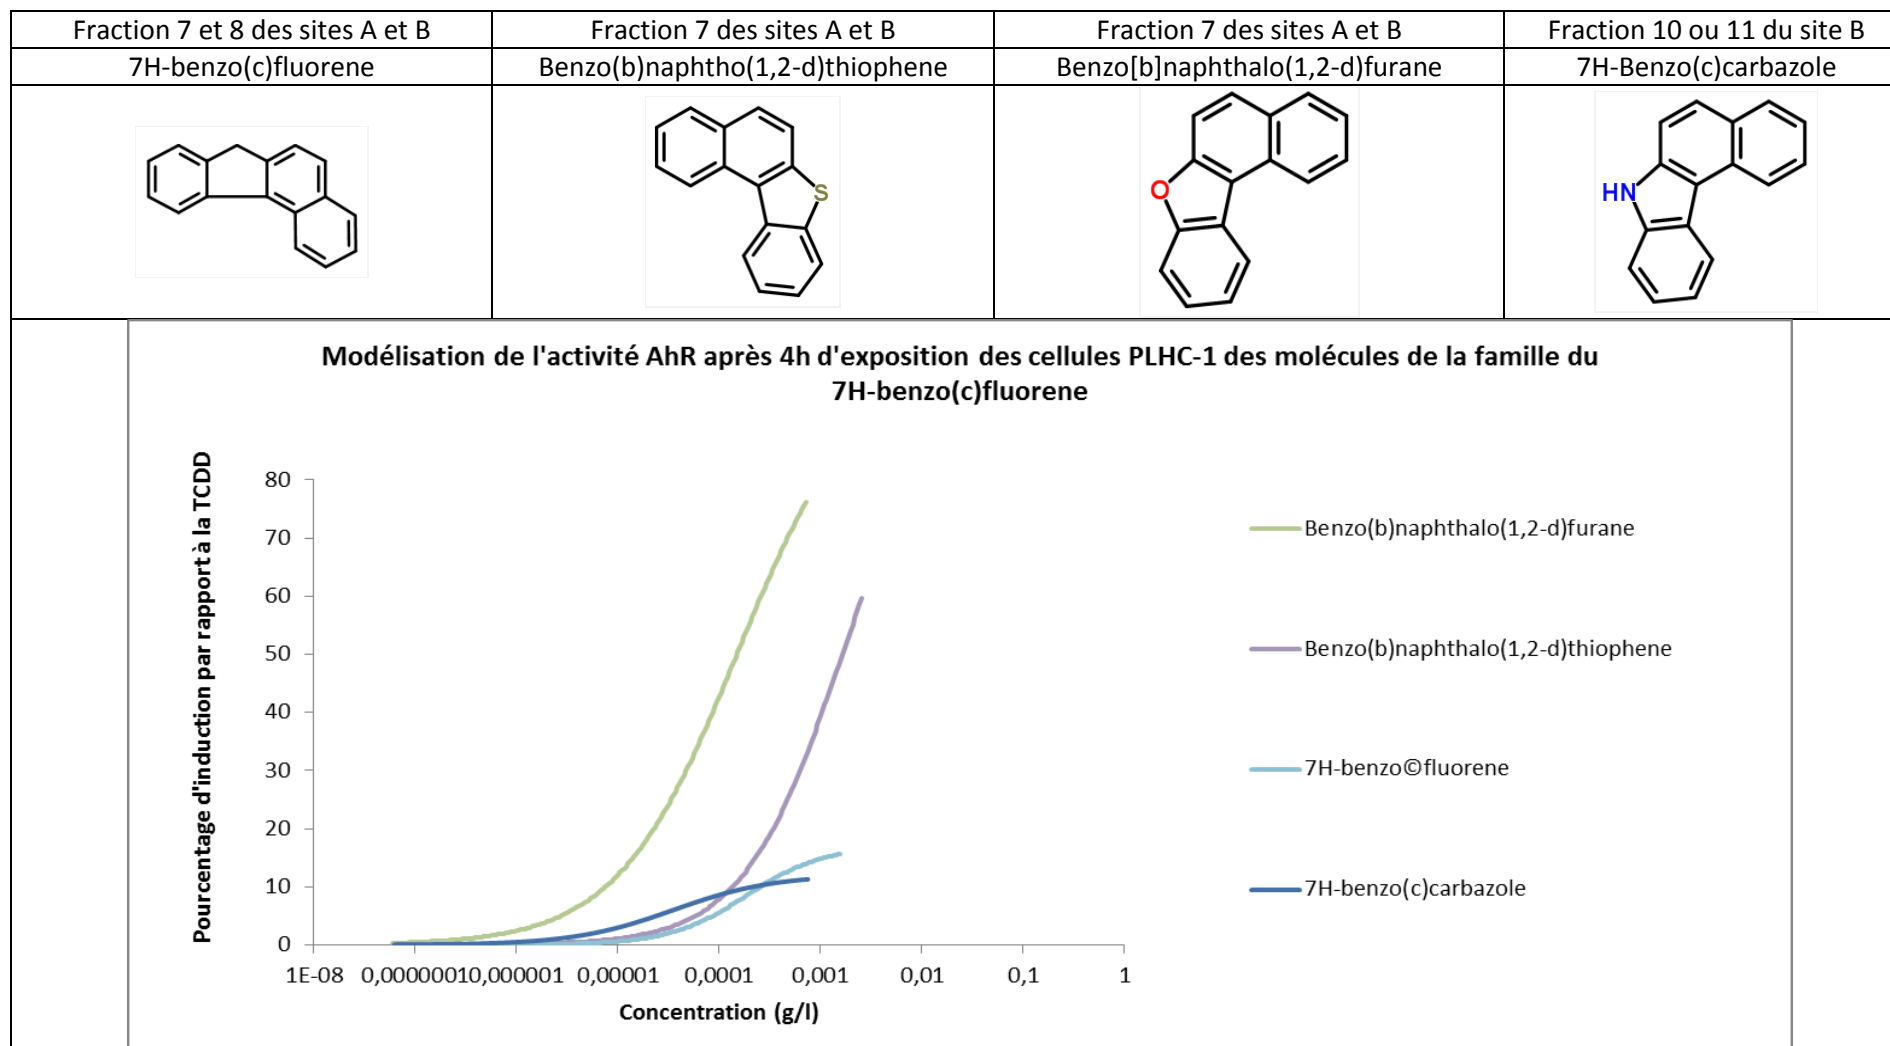 Fraction 7 et 8 des sites A et B
Fraction 7 des sites A et B
Fraction 7 des sites A et B
Fraction 10 ou 11 du site B
7H-benzo(c)fluorene
Benzo(b)naphtho(1,2-d)thiophene
Benzo[b]naphthalo(1,2-d)furane
7H-Benzo(c)carbazole
S
O
HN
Modélisation de l'activité AhR après 4h d'exposition des cellules PLHC-1 des molécules de la famille du
7H-benzo(c)fluorene
Pourcentage d'induction par rapport à la TCDD
80
70
60
50
40
30
20
10
0
1E-08
0,0000001
0,000001
0,00001
0,0001
0,001
0,01
0,1
1
Concentration (g/l)
Benzo(b)naphthalo(1,2-d)furane
Benzo(b)naphthalo(1,2-d)thiophene
7H-benzo©fluorene
7H-benzo(c)carbazole